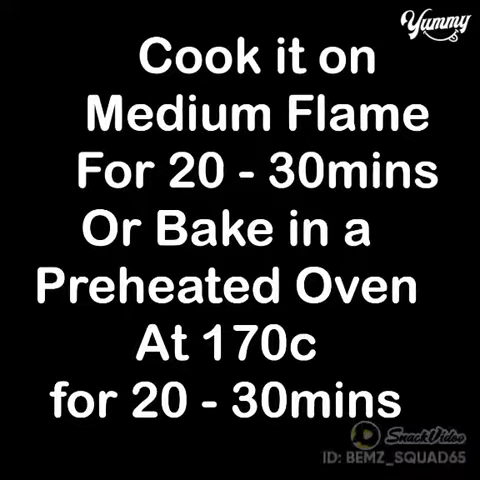 Yummy
Cook it on
Medium Flame
For 20 - 30mins
Or Bake in a
Preheated Oven
At 170c
for 20 - 30mins
SnackVideo
ID: BEMZ_SQUAD65